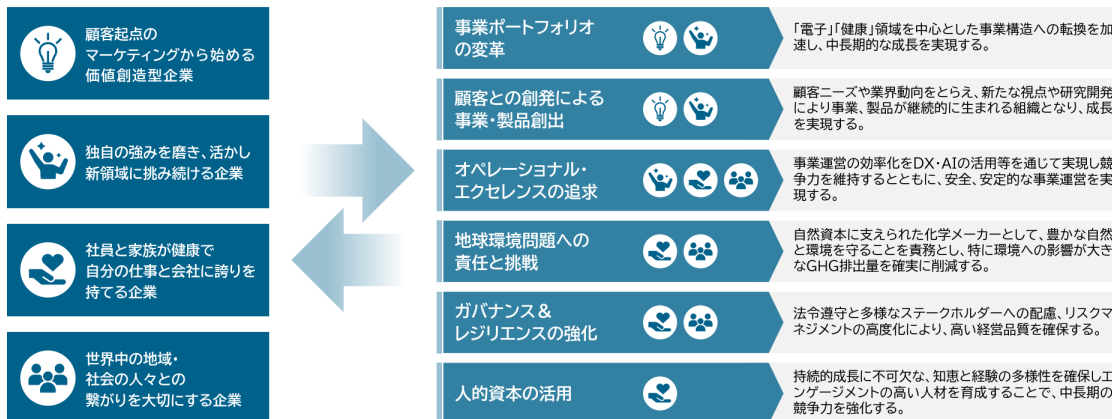 顧客起点の
マーケティングから始める
価値創造型企業
独自の強みを磨き、活かし
新領域に挑み続ける企業
社員と家族が健康で
自分の仕事と会社に誇りを
持てる企業
世界中の地域・
社会の人々との
繋がりを大切にする企業
事業ポートフォリオ
の変革
「電子」「健康」領域を中心とした事業構造への転換を加
速し、中長期的な成長を実現する。
顧客との創発による
事業・製品創出
顧客ニーズや業界動向をとらえ、新たな視点や研究開発
により事業、製品が継続的に生まれる組織となり、成長
を実現する。
オペレーショナル・
エクセレンスの追求
事業運営の効率化をDX・AIの活用等を通じて実現し競
争力を維持するとともに、安全、安定的な事業運営を実
現する。
地球環境問題への
責任と挑戦
自然資本に支えられた化学メーカーとして、豊かな自然
と環境を守ることを責務とし、特に環境への影響が大き
なGHG排出量を確実に削減する。
ガバナンス&
レジリエンスの強化
法令遵守と多様なステークホルダーへの配慮、リスクマ
ネジメントの高度化により、高い経営品質を確保する。
人的資本の活用
持続的成長に不可欠な、知恵と経験の多様性を確保しエ
ンゲージメントの高い人材を育成することで、中長期の
競争力を強化する。